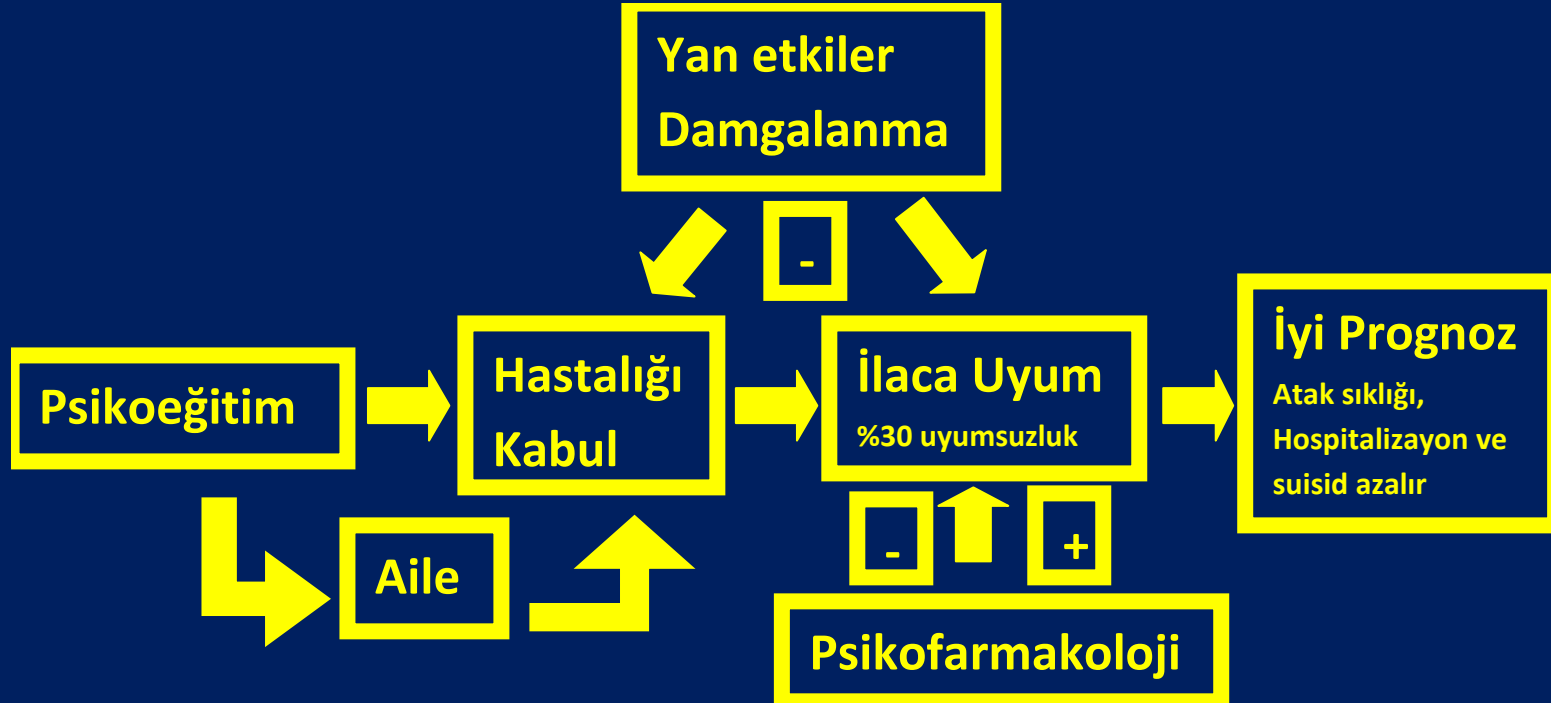 Yan etkiler
Damgalanma
-
Psikoeğitim
Hastalığı
Kabul
İlaca Uyum
%30 uyumsuzluk
İyi Prognoz
Atak sıklığı,
Hospitalizayon ve
suisid azalır
Aile
-
+
Psikofarmakoloji